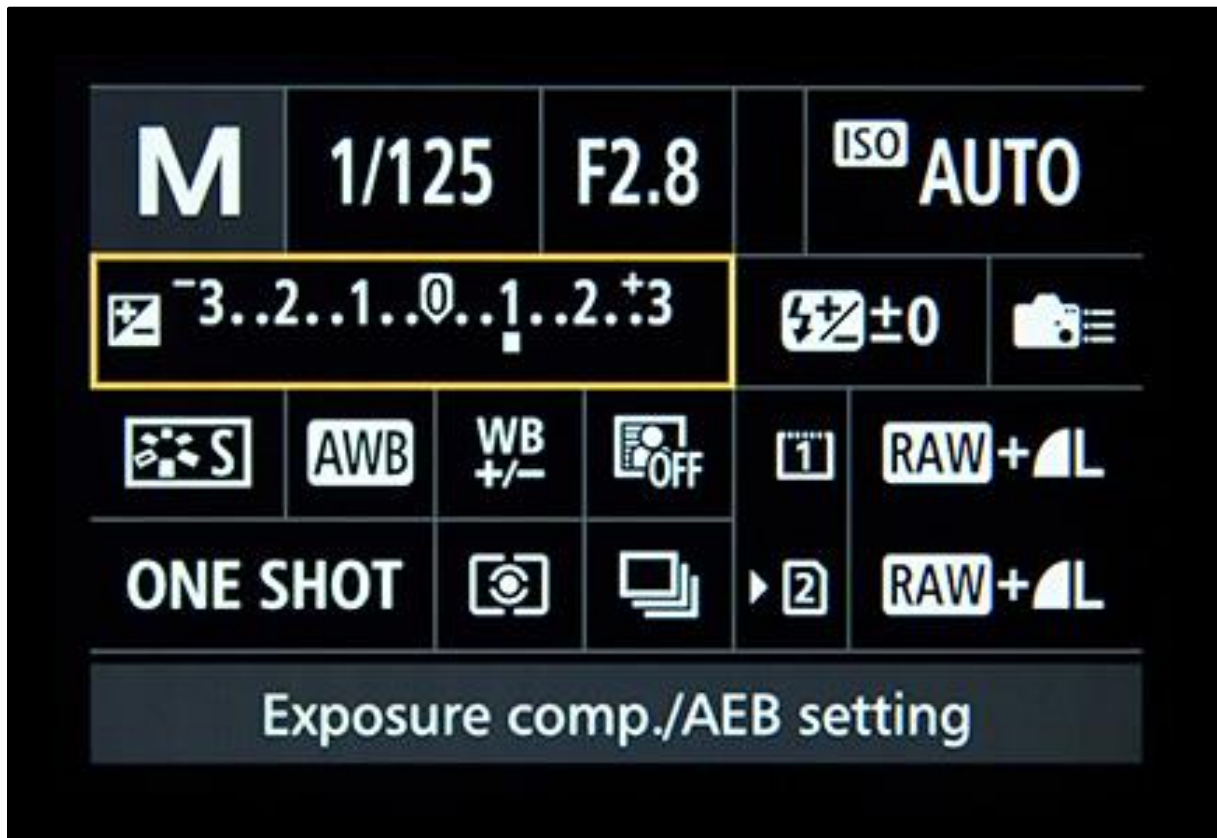 M 1/125 F2.8 ISO AUTO
-3..2..1..0..1..2.+.3 ±0
S AWB WB +/- OFF 1 RAW+L
ONE SHOT 2 RAW+L
Exposure comp./AEB setting